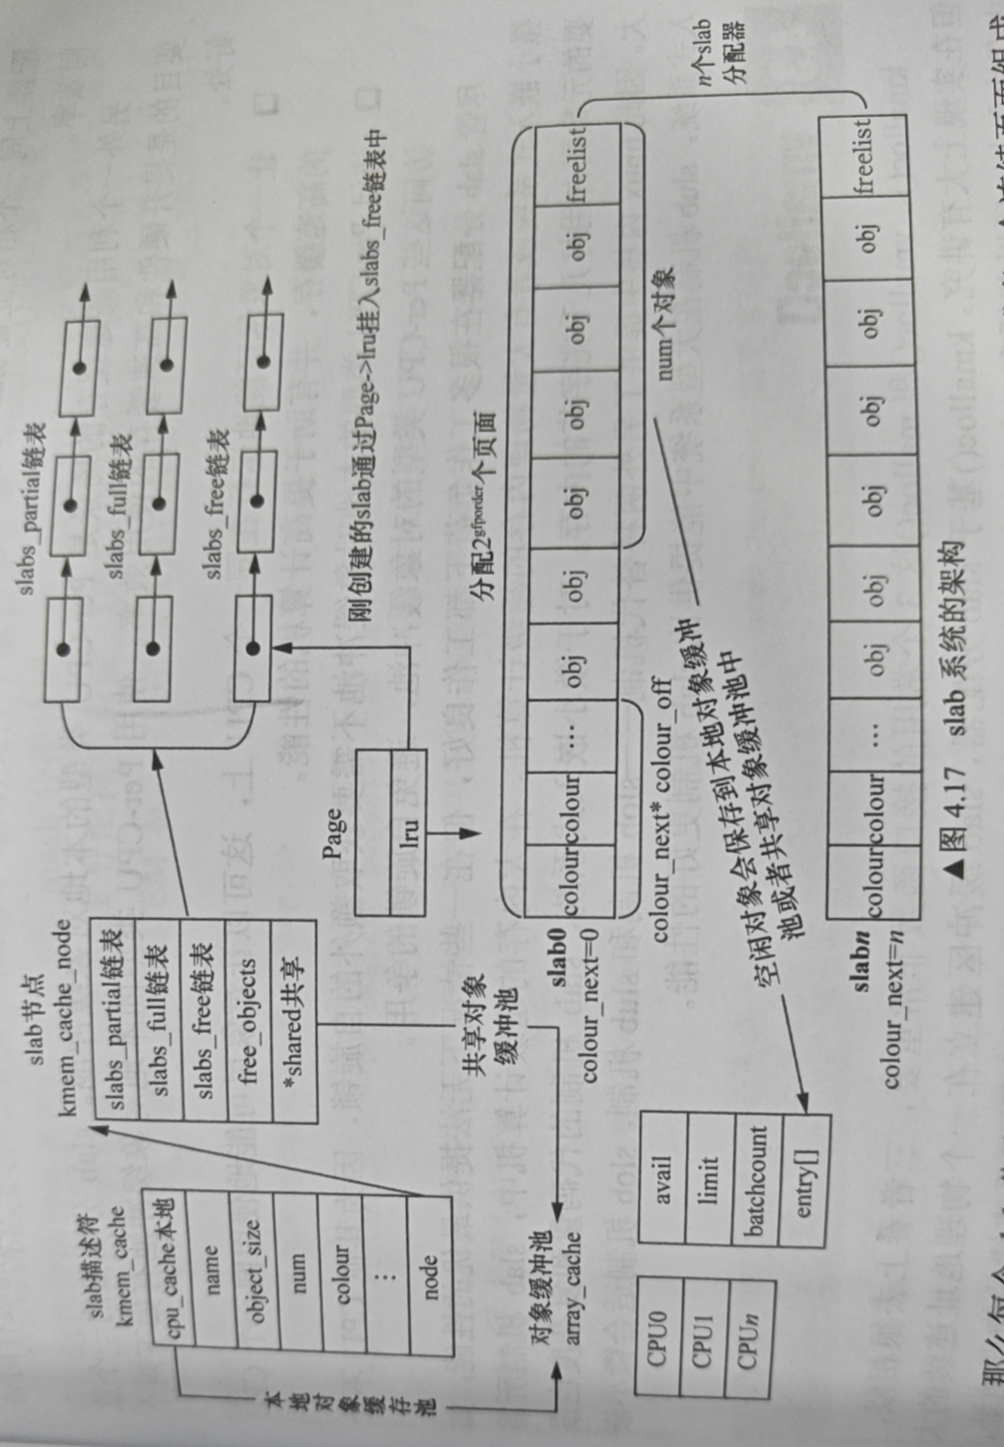 slab描述符
kmem_cache
cpu_cache本地
name
object_size
num
colour
⋮
node
本地对象缓存池
slab节点
kmem_cache_node
slabs_partial链表
slabs_full链表
slabs_free链表
free_objects
*shared共享
slabs_partial链表
slabs_full链表
slabs_free链表
Page
lru
刚创建的slab通过Page->lru挂入slabs_free链表中
共享对象
缓冲池
对象缓冲池
array_cache
CPU0
CPU1
CPUn
avail
limit
batchcount
entry[]
分配2^gfporder个页面
slab0
colour_next=0
colour colour … obj obj obj obj obj obj freelist
colour_next* colour_off
num个对象
n个slab
分配器
空闲对象会保存到本地对象缓冲
池或者共享对象缓冲池中
slabn
colour_next=n
colour colour … obj obj obj obj obj obj freelist
▲图 4.17 slab 系统的架构